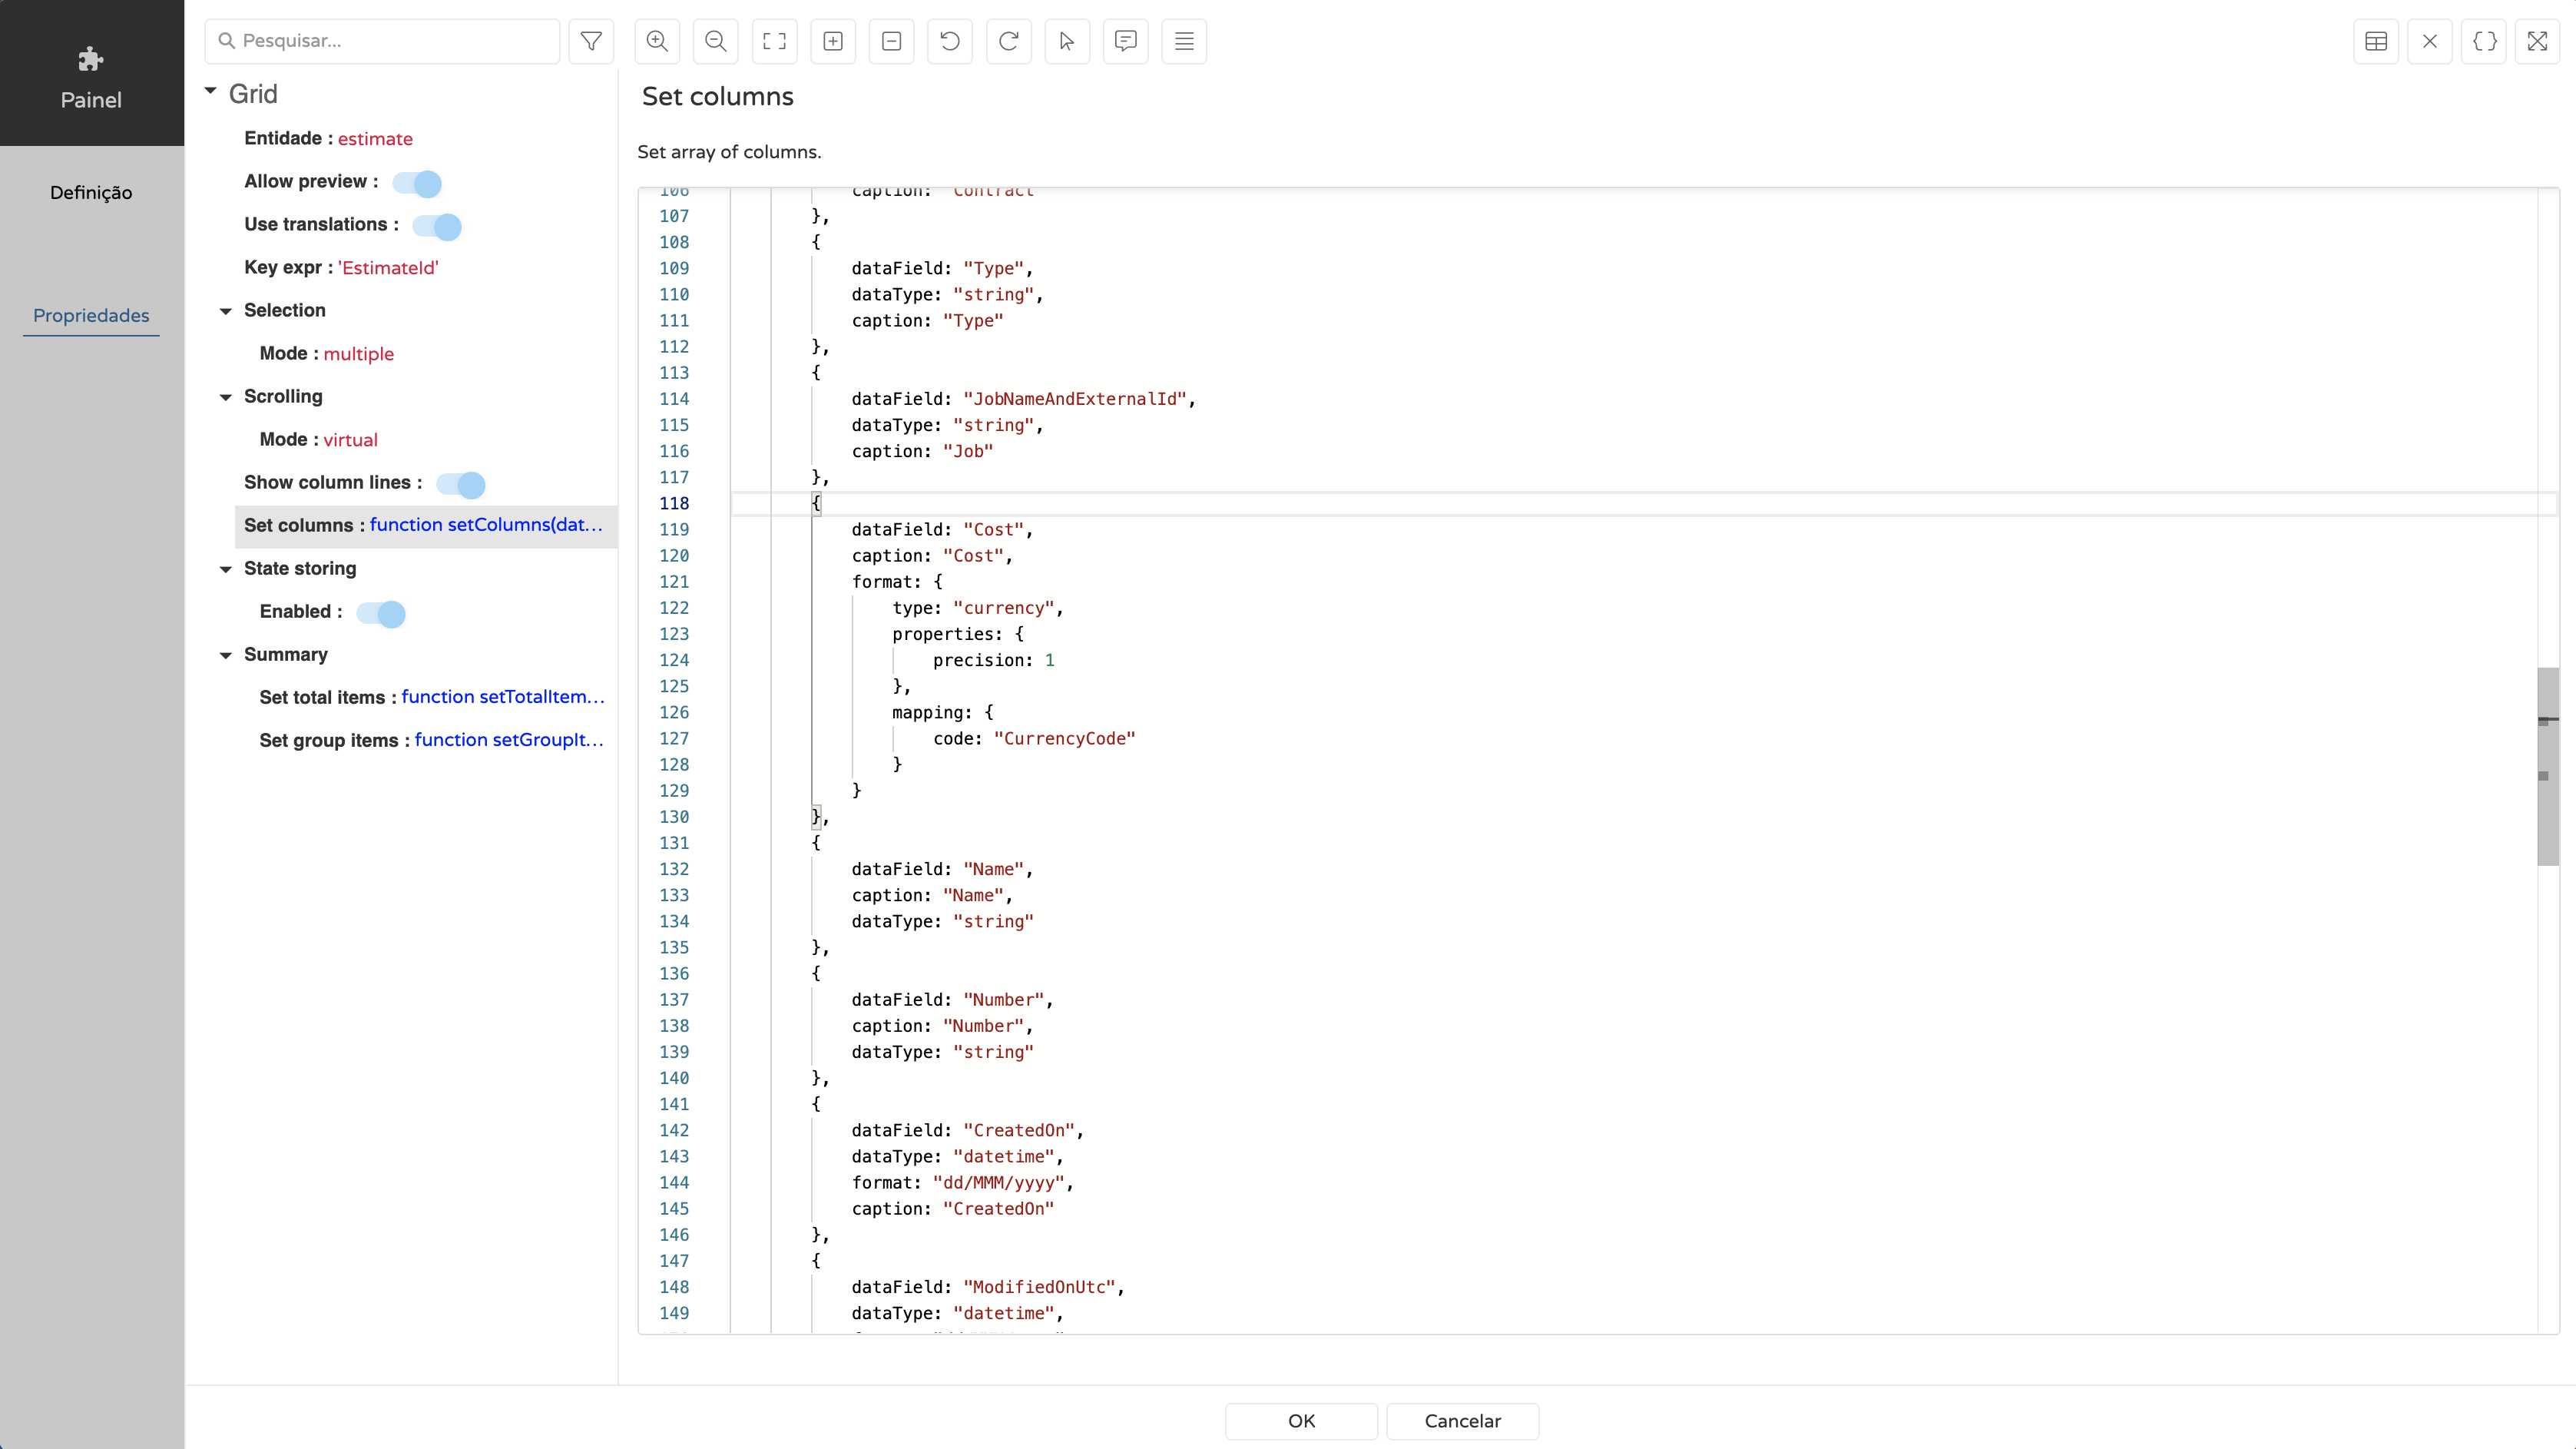 Painel
Definição
Propriedades
Pesquisar...
Grid
Entidade : estimate
Allow preview :
Use translations :
Key expr : 'EstimateId'
Selection
Mode : multiple
Scrolling
Mode : virtual
Show column lines :
Set columns : function setColumns(dat...
State storing
Enabled :
Summary
Set total items : function setTotalItem...
Set group items : function setGroupIt...
Set columns
Set array of columns.
106 caption: "Contract"
107 },
108 {
109 dataField: "Type",
110 dataType: "string",
111 caption: "Type"
112 },
113 {
114 dataField: "JobNameAndExternalId",
115 dataType: "string",
116 caption: "Job"
117 },
118 {
119 dataField: "Cost",
120 caption: "Cost",
121 format: {
122 type: "currency",
123 properties: {
124 precision: 1
125 },
126 mapping: {
127 code: "CurrencyCode"
128 }
129 }
130 },
131 {
132 dataField: "Name",
133 caption: "Name",
134 dataType: "string"
135 },
136 {
137 dataField: "Number",
138 caption: "Number",
139 dataType: "string"
140 },
141 {
142 dataField: "CreatedOn",
143 dataType: "datetime",
144 format: "dd/MMM/yyyy",
145 caption: "CreatedOn"
146 },
147 {
148 dataField: "ModifiedOnUtc",
149 dataType: "datetime",
OK
Cancelar